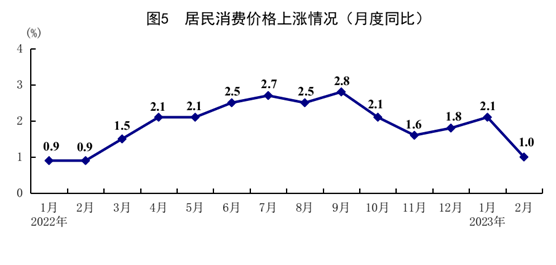 图5 居民消费价格上涨情况（月度同比）
(%)
4
3
2
1
0
0.9 0.9 1.5 2.1 2.1 2.5 2.7 2.5 2.8 2.1 1.6 1.8 2.1 1.0
1月 2月 3月 4月 5月 6月 7月 8月 9月 10月 11月 12月 1月 2月
2022年 2023年